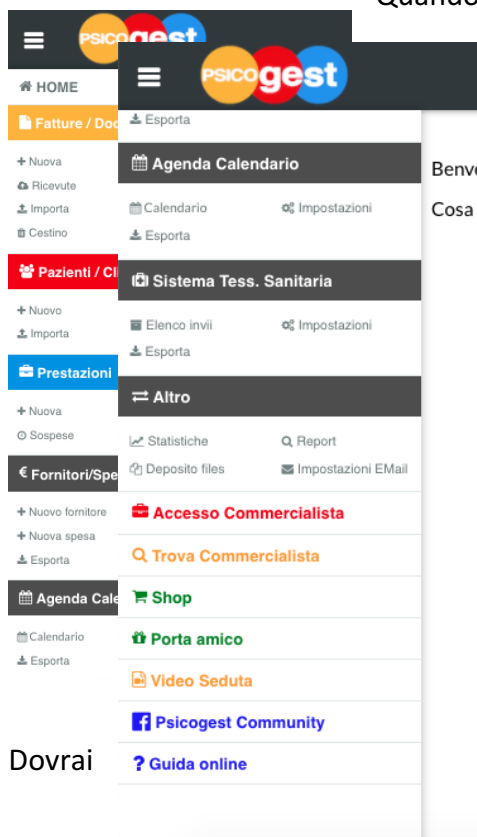 Quando
PSICOgest
HOME
Fatture / Doc
+ Nuova
Ricevute
Importa
Cestino
Pazienti / Cl
+ Nuovo
Importa
Prestazioni
+ Nuova
Sospese
€ Fornitori/Spe
+ Nuovo fornitore
+ Nuova spesa
Esporta
Agenda Cale
Calendario
Esporta
PSICOgest
Esporta
Agenda Calendario
Calendario Impostazioni
Esporta
Sistema Tess. Sanitaria
Elenco invii Impostazioni
Esporta
Altro
Statistiche Report
Deposito files Impostazioni EMail
Accesso Commercialista
Trova Commercialista
Shop
Porta amico
Video Seduta
Psicogest Community
? Guida online
Benve
Cosa
Dovrai